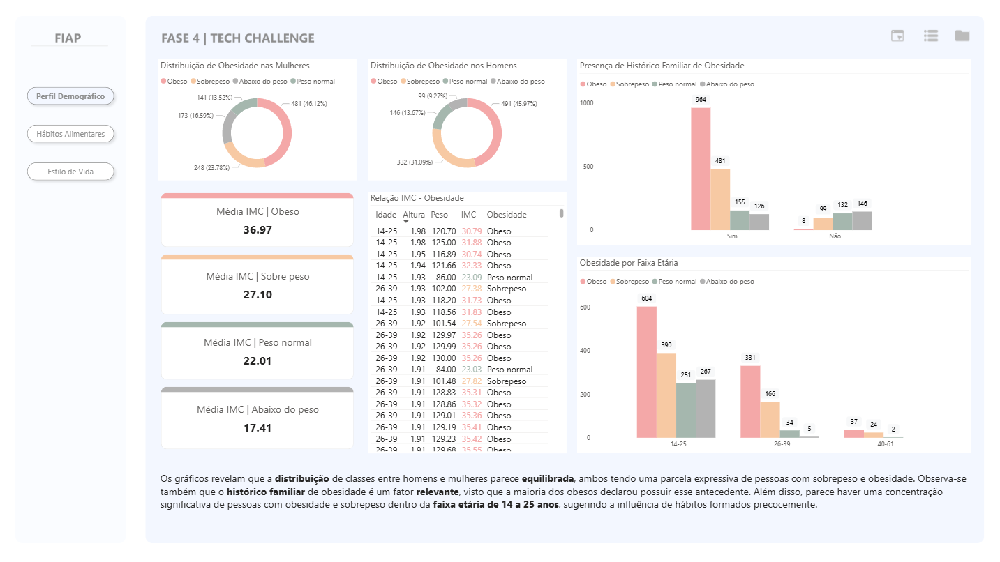 FIAP
Perfil Demográfico
Hábitos Alimentares
Estilo de Vida
FASE 4 | TECH CHALLENGE
Distribuição de Obesidade nas Mulheres
Obeso Sobrepeso Abaixo do peso Peso normal
141 (13.52%)
481 (46.12%)
173 (16.59%)
248 (23.78%)
Distribuição de Obesidade nos Homens
Obeso Sobrepeso Peso normal Abaixo do peso
99 (9.27%)
491 (45.97%)
146 (13.67%)
332 (31.09%)
Presença de Histórico Familiar de Obesidade
Obeso Sobrepeso Peso normal Abaixo do peso
1000
500
0
964
481
155
126
8
99
132
146
Sim
Não
Média IMC | Obeso
36.97
Média IMC | Sobre peso
27.10
Média IMC | Peso normal
22.01
Média IMC | Abaixo do peso
17.41
Relação IMC - Obesidade
Idade Altura Peso IMC Obesidade
14-25 1.98 120.70 30.79 Obeso
14-25 1.98 125.00 31.88 Obeso
14-25 1.95 116.89 30.74 Obeso
14-25 1.94 121.66 32.33 Obeso
14-25 1.93 86.00 23.09 Peso normal
26-39 1.93 102.00 27.38 Sobrepeso
14-25 1.93 118.20 31.73 Obeso
14-25 1.93 118.56 31.83 Obeso
26-39 1.92 101.54 27.54 Sobrepeso
26-39 1.92 129.97 35.26 Obeso
26-39 1.92 129.99 35.26 Obeso
26-39 1.92 130.00 35.26 Obeso
26-39 1.91 84.00 23.03 Peso normal
26-39 1.91 101.48 27.82 Sobrepeso
26-39 1.91 128.83 35.31 Obeso
26-39 1.91 128.86 35.32 Obeso
26-39 1.91 129.01 35.36 Obeso
26-39 1.91 129.19 35.41 Obeso
26-39 1.91 129.23 35.42 Obeso
26-39 1.91 129.68 35.55 Obeso
Obesidade por Faixa Etária
Obeso Sobrepeso Peso normal Abaixo do peso
600
400
200
0
604
390
251
267
331
166
34
5
37
24
2
14-25
26-39
40-61
Os gráficos revelam que a distribuição de classes entre homens e mulheres parece equilibrada, ambos tendo uma parcela expressiva de pessoas com sobrepeso e obesidade. Observa-se
também que o histórico familiar de obesidade é um fator relevante, visto que a maioria dos obesos declarou possuir esse antecedente. Além disso, parece haver uma concentração
significativa de pessoas com obesidade e sobrepeso dentro da faixa etária de 14 a 25 anos, sugerindo a influência de hábitos formados precocemente.